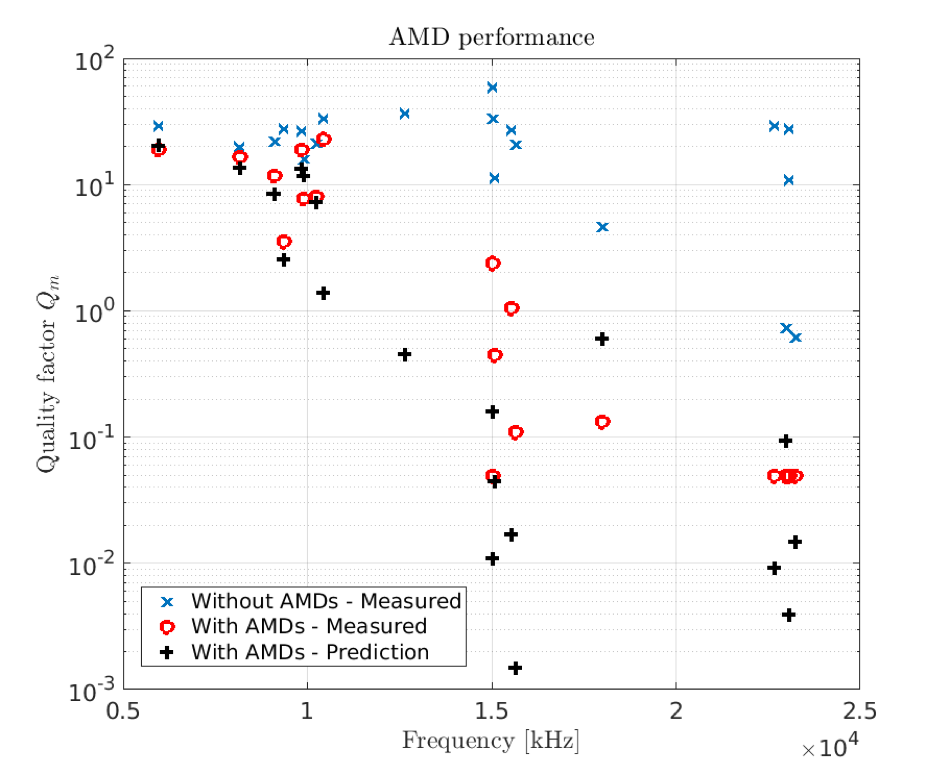 AMD performance
10^2
10^1
10^0
10^-1
10^-2
10^-3
Quality factor Q_m
Without AMDs - Measured
With AMDs - Measured
With AMDs - Prediction
0.5 1 1.5 2 2.5
Frequency [kHz]
×10^4